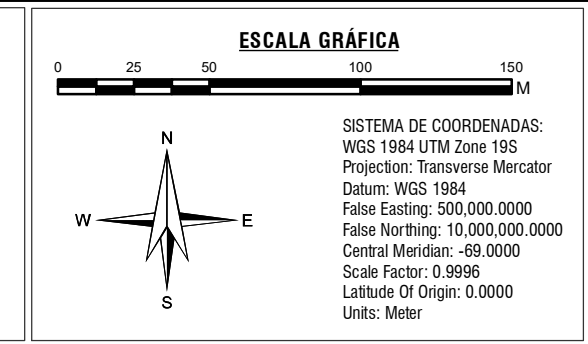 ESCALA GRÁFICA
0 25 50 100 150
M
N
W E
S
SISTEMA DE COORDENADAS:
WGS 1984 UTM Zone 19S
Projection: Transverse Mercator
Datum: WGS 1984
False Easting: 500,000.0000
False Northing: 10,000,000.0000
Central Meridian: -69.0000
Scale Factor: 0.9996
Latitude Of Origin: 0.0000
Units: Meter